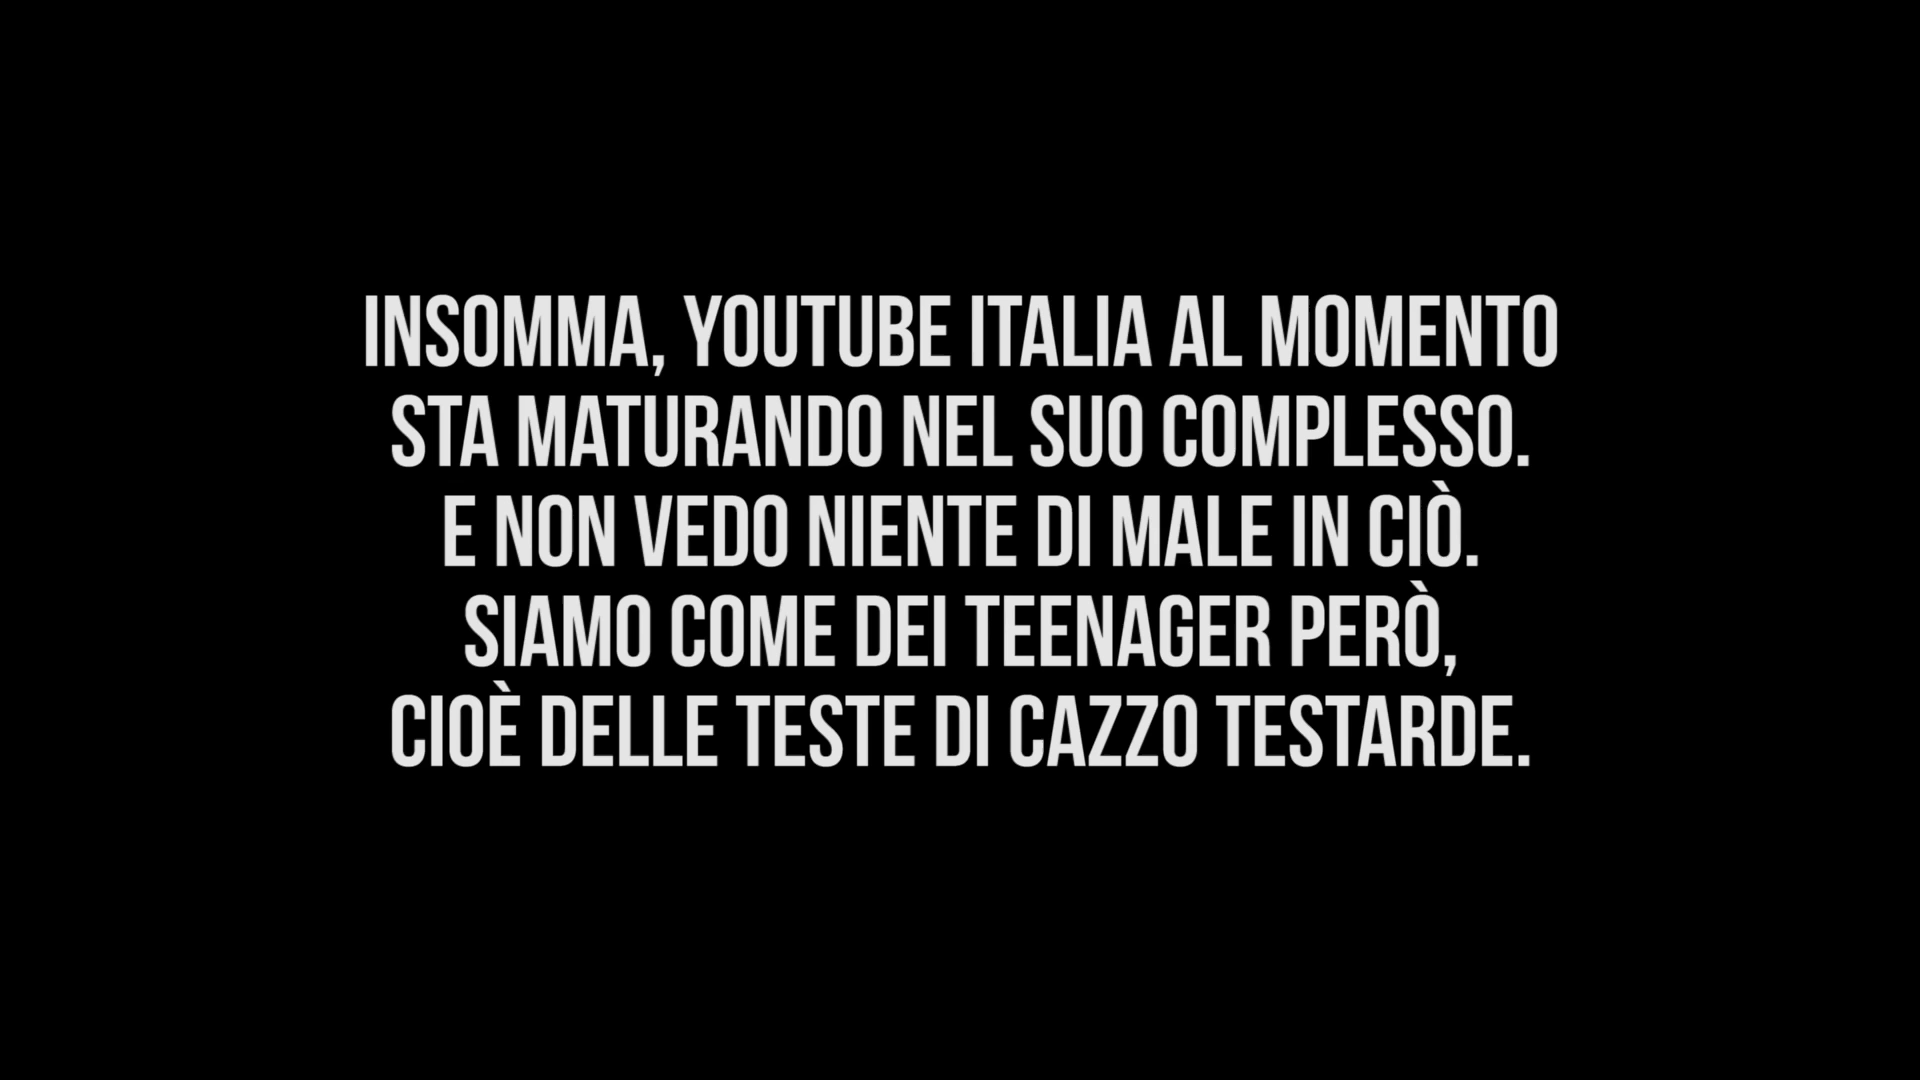 INSOMMA, YOUTUBE ITALIA AL MOMENTO
STA MATURANDO NEL SUO COMPLESSO.
E NON VEDO NIENTE DI MALE IN CIÒ.
SIAMO COME DEI TEENAGER PERÒ,
CIOÈ DELLE TESTE DI CAZZO TESTARDE.